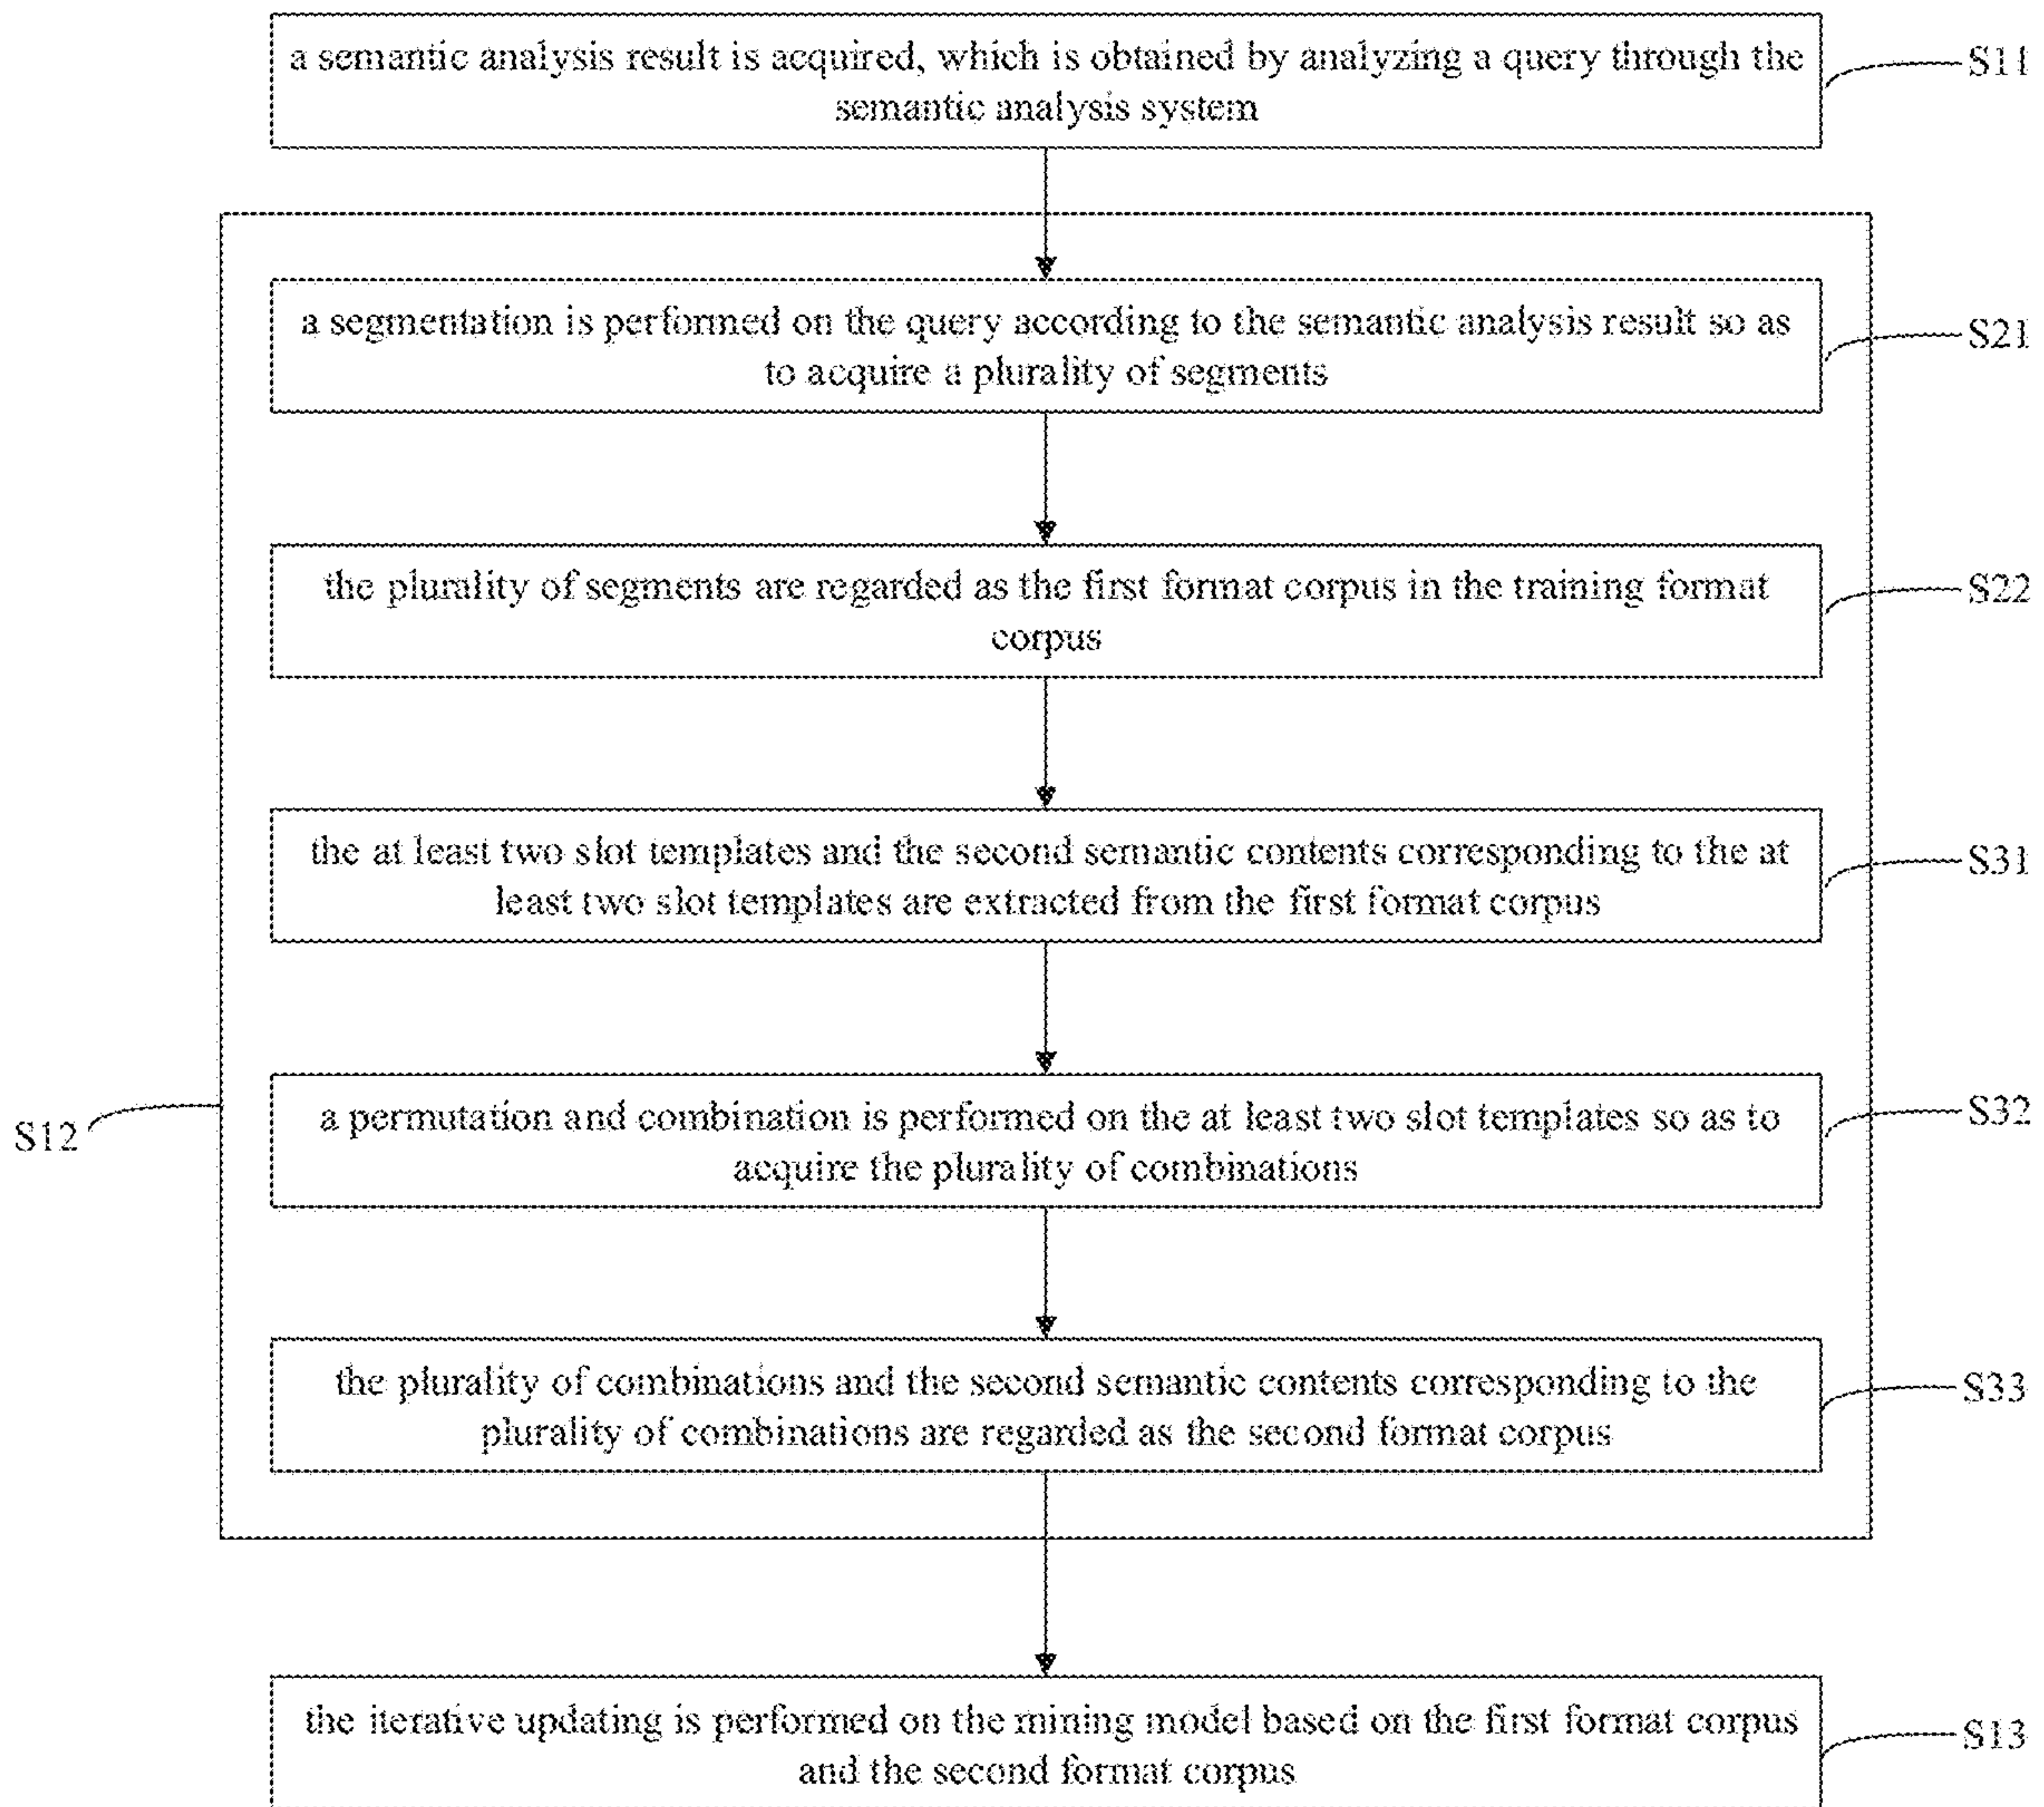 a semantic analysis result is acquired, which is obtained by analyzing a query through the
semantic analysis system
S11
a segmentation is performed on the query according to the semantic analysis result so as
to acquire a plurality of segments
S21
the plurality of segments are regarded as the first format corpus in the training format
corpus
S22
the at least two slot templates and the second semantic contents corresponding to the at
least two slot templates are extracted from the first format corpus
S31
a permutation and combination is performed on the at least two slot templates so as to
acquire the plurality of combinations
S32
S12
the plurality of combinations and the second semantic contents corresponding to the
plurality of combinations are regarded as the second format corpus
S33
the iterative updating is performed on the mining model based on the first format corpus
and the second format corpus
S13